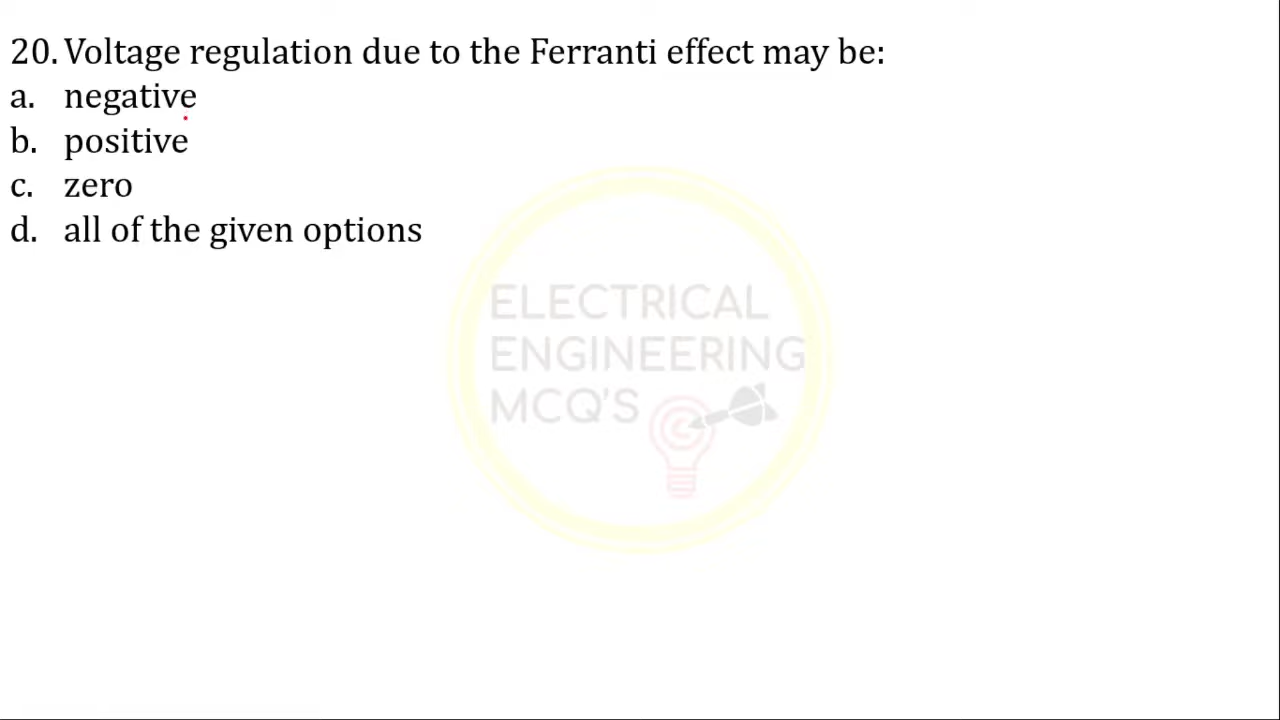 20. Voltage regulation due to the Ferranti effect may be:
a. negative
b. positive
c. zero
d. all of the given options
ELECTRICAL
ENGINEERING
MCQ'S